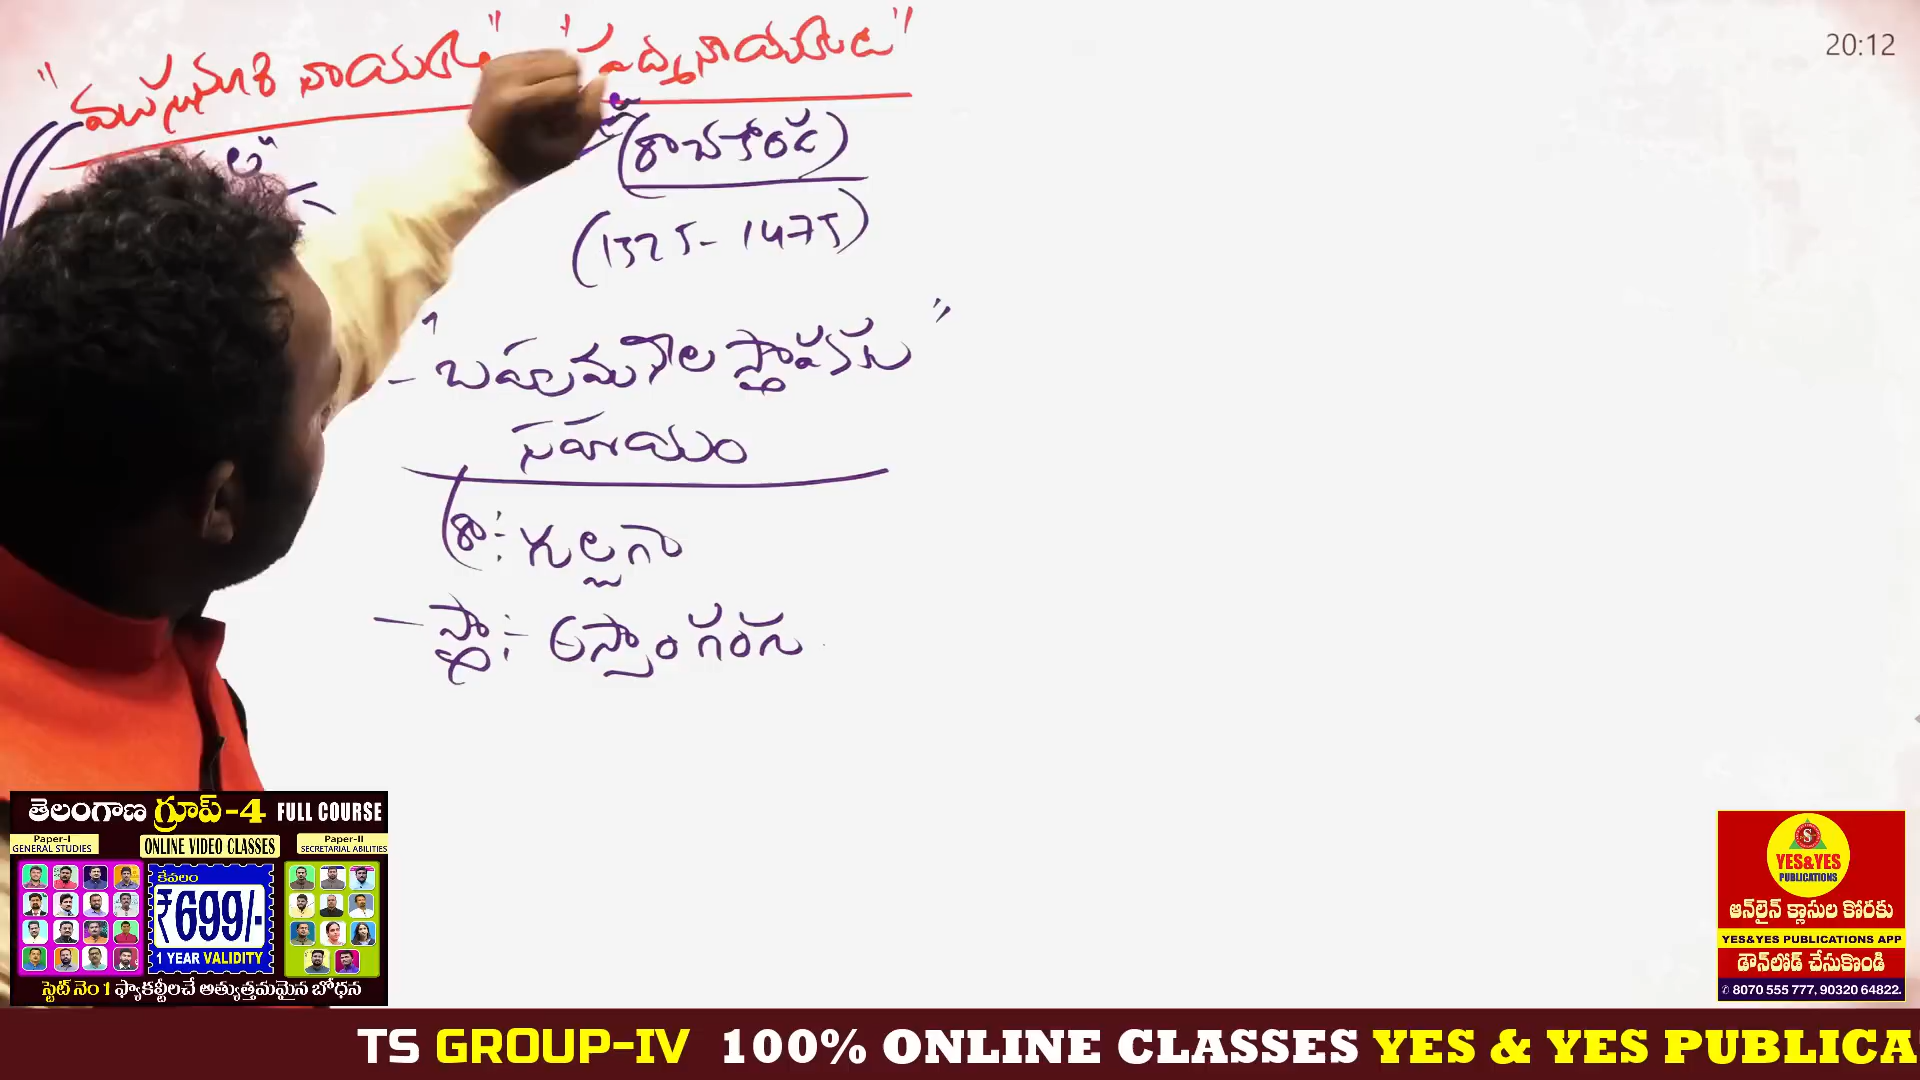 20:12
"ముసునూరి నాయకులు" "పద్మనాయకులు"
(రాచకొండ)
(1325-1475)
- "బహుమనీల స్థాపకకు"
సహాయం
రా:- గుల్బర్గా
- స్థా:-
తెలంగాణ గ్రూప్-4 FULL COURSE
Paper-I GENERAL STUDIES
ONLINE VIDEO CLASSES
Paper-II SECRETARIAL ABILITIES
కేవలం
₹699/-
1 YEAR VALIDITY
స్టేట్ నెం 1 ఫ్యాకల్టీలచే అత్యుత్తమమైన బోధన
S
YES&YES
PUBLICATIONS
ఆన్‌లైన్ క్లాసుల కోరకు
YES&YES PUBLICATIONS APP
డౌన్‌లోడ్ చేసుకొండి
✆ 8070 555 777, 90320 64822.
TS GROUP-IV 100% ONLINE CLASSES YES & YES PUBLICA